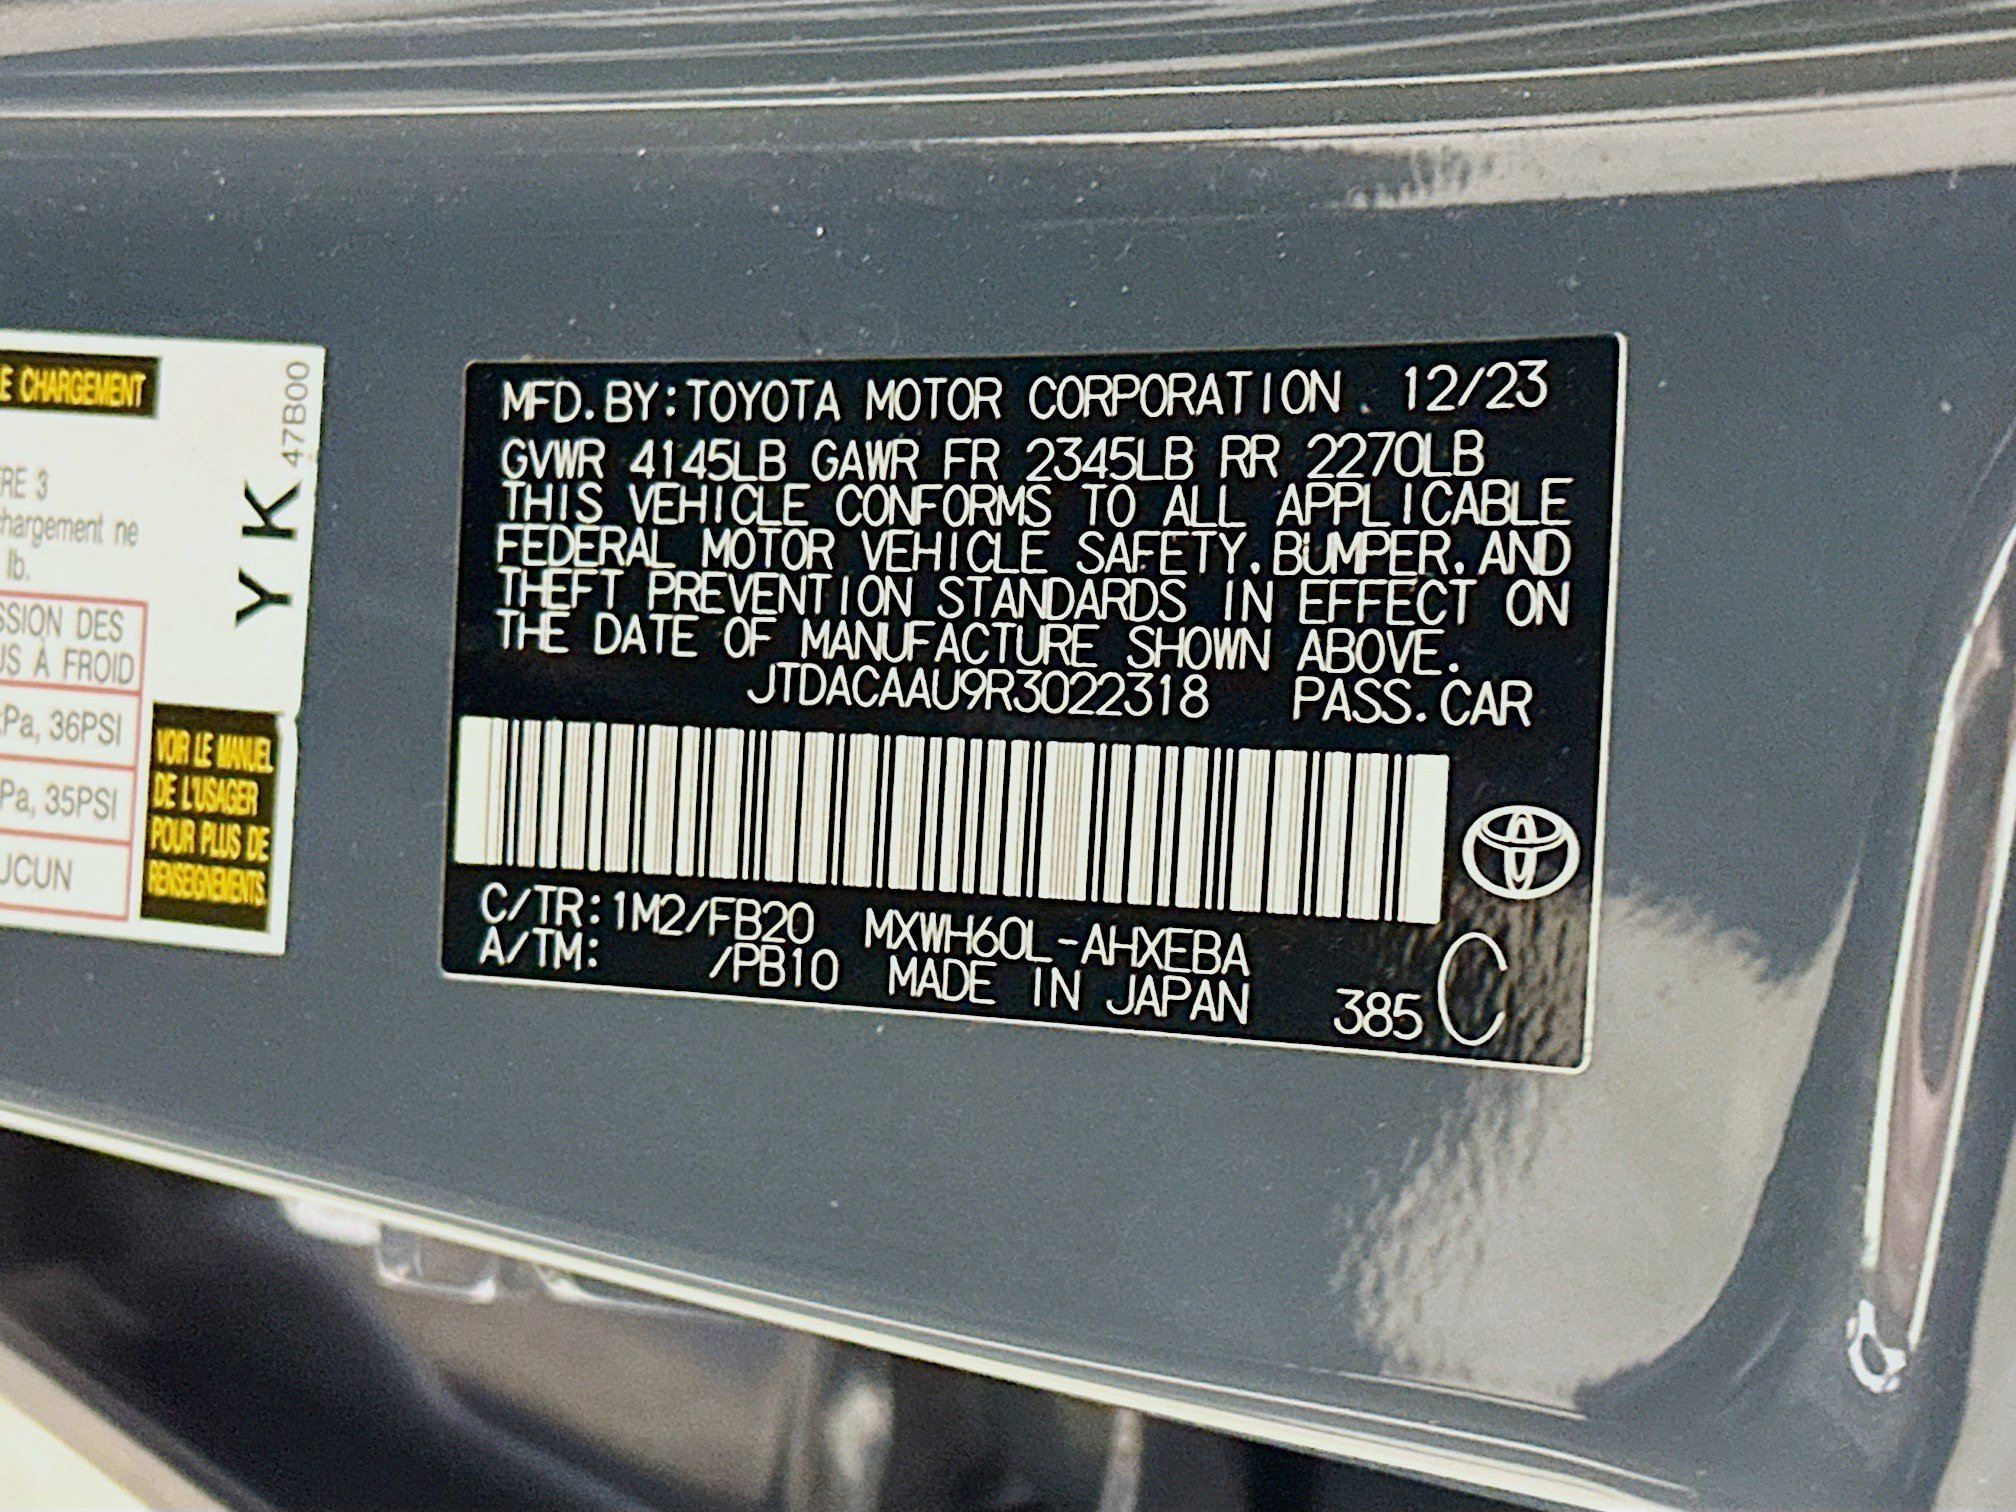 E CHARGEMENT
47B00
RE 3
chargement ne
lb.
Y K
SSION DES
US À FROID
Pa, 36PSI
Pa, 35PSI
UCUN
VOIR LE MANUEL
DE L'USAGER
POUR PLUS DE
RENSEIGNEMENTS.
MFD.BY:TOYOTA MOTOR CORPORATION 12/23
GVWR 4145LB GAWR FR 2345LB RR 2270LB
THIS VEHICLE CONFORMS TO ALL APPLICABLE
FEDERAL MOTOR VEHICLE SAFETY,BUMPER,AND
THEFT PREVENTION STANDARDS IN EFFECT ON
THE DATE OF MANUFACTURE SHOWN ABOVE.
JTDACAAU9R3022318 PASS.CAR
C/TR:1M2/FB20 MXWH60L-AHXEBA
A/TM: /PB10 MADE IN JAPAN 385 C